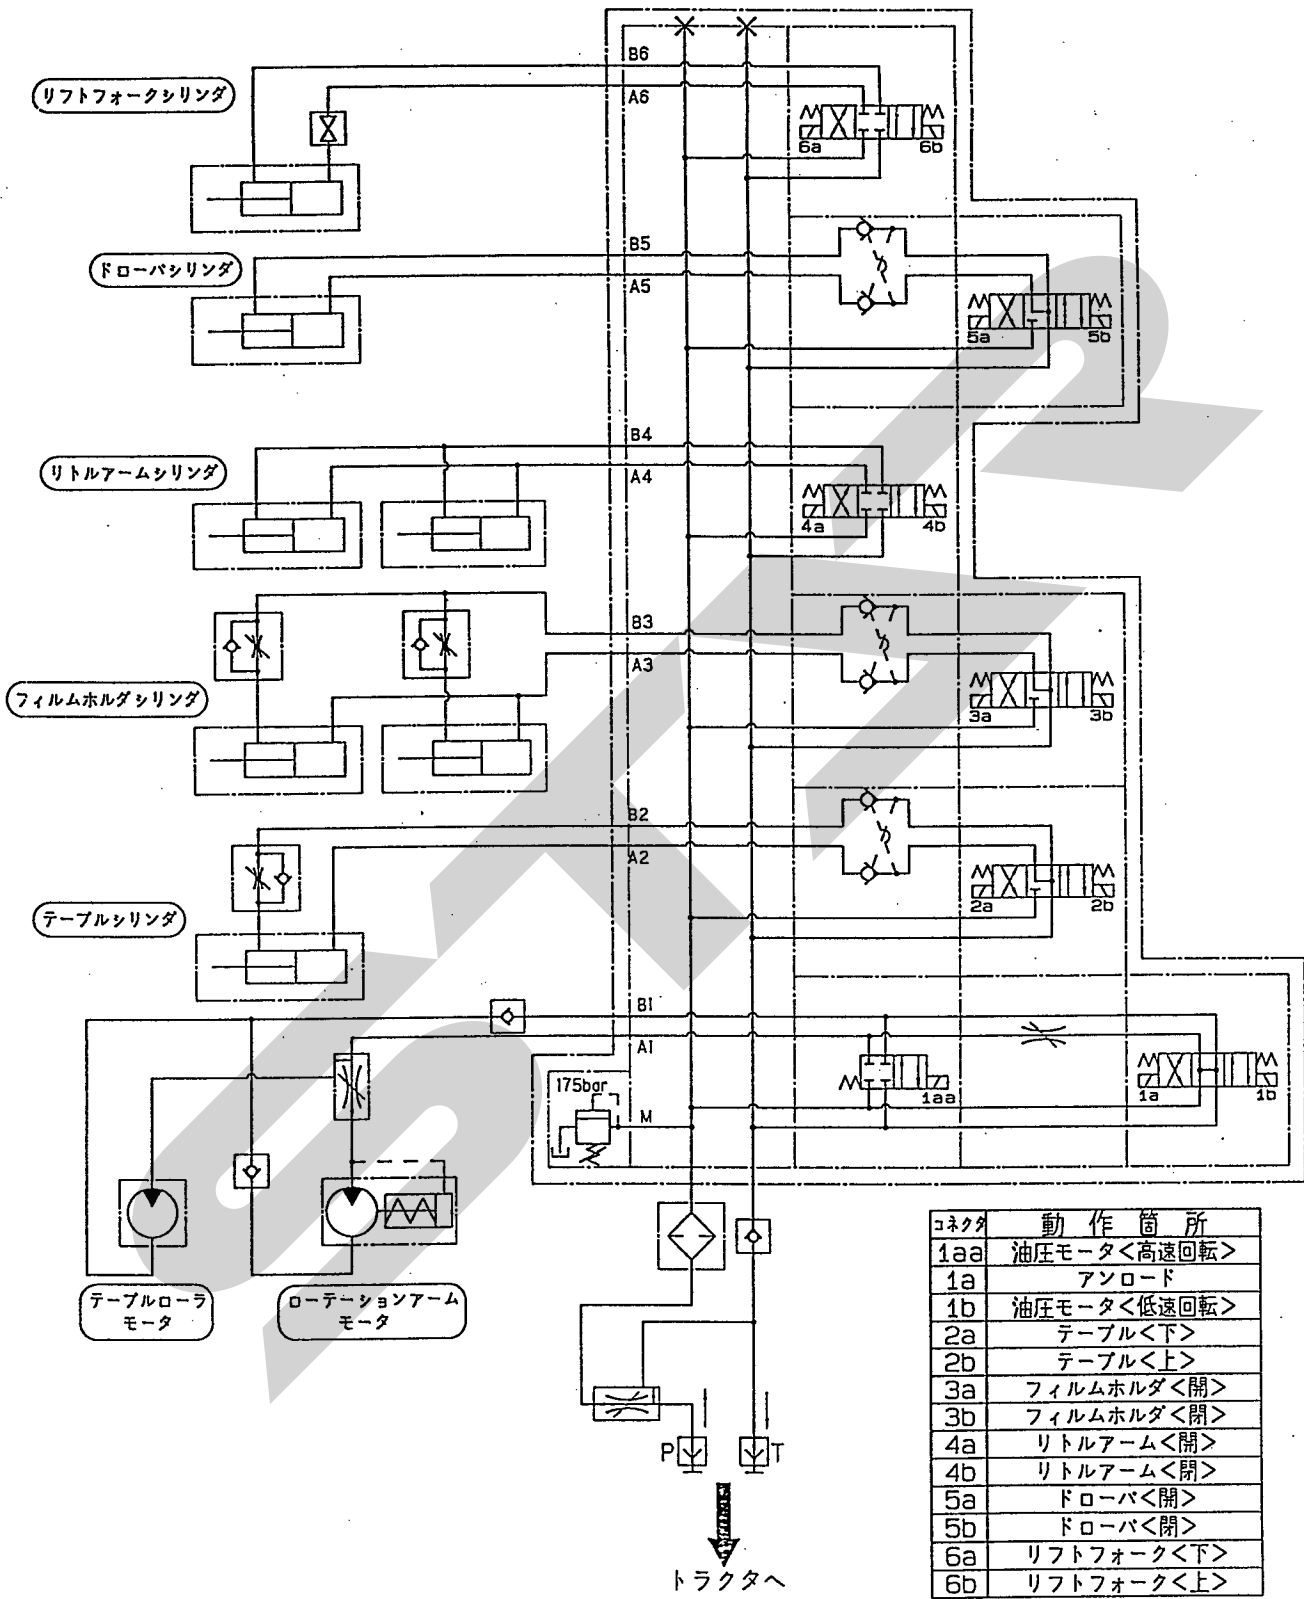 B6
リフトフォークシリンダ
A6
6a
6b
B5
ドローバシリンダ
A5
5a
5b
B4
リトルアームシリンダ
A4
4a
4b
B3
A3
フィルムホルダシリンダ
3a
3b
B2
A2
テーブルシリンダ
2a
2b
B1
A1
175bar
1aa
1a
1b
M
テーブルローラ
モータ
ローテーションアーム
モータ
P
T
トラクタへ
コネクタ 動作箇所
1aa 油圧モータ<高速回転>
1a アンロード
1b 油圧モータ<低速回転>
2a テーブル<下>
2b テーブル<上>
3a フィルムホルダ<開>
3b フィルムホルダ<閉>
4a リトルアーム<開>
4b リトルアーム<閉>
5a ドローバ<開>
5b ドローバ<閉>
6a リフトフォーク<下>
6b リフトフォーク<上>
STAR